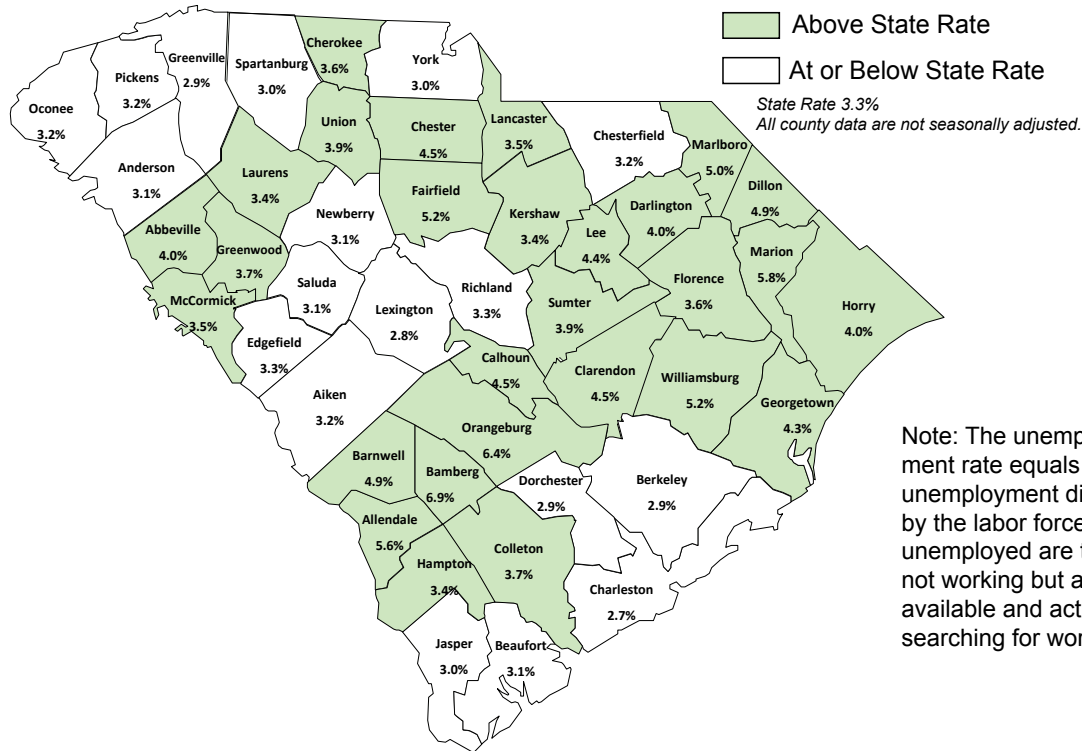 Above State Rate
At or Below State Rate
State Rate 3.3%
All county data are not seasonally adjusted.
Cherokee
3.6%
York
3.0%
Greenville
2.9%
Spartanburg
3.0%
Pickens
3.2%
Oconee
3.2%
Anderson
3.1%
Union
3.9%
Chester
4.5%
Lancaster
3.5%
Chesterfield
3.2%
Marlboro
5.0%
Dillon
4.9%
Laurens
3.4%
Fairfield
5.2%
Kershaw
3.4%
Darlington
4.0%
Newberry
3.1%
Abbeville
4.0%
Greenwood
3.7%
Lee
4.4%
Marion
5.8%
Florence
3.6%
Saluda
3.1%
Richland
3.3%
McCormick
3.5%
Lexington
2.8%
Sumter
3.9%
Horry
4.0%
Edgefield
3.3%
Calhoun
4.5%
Clarendon
4.5%
Williamsburg
5.2%
Aiken
3.2%
Georgetown
4.3%
Orangeburg
6.4%
Barnwell
4.9%
Bamberg
6.9%
Dorchester
2.9%
Berkeley
2.9%
Allendale
5.6%
Colleton
3.7%
Hampton
3.4%
Charleston
2.7%
Jasper
3.0%
Beaufort
3.1%
Note: The unemp
ment rate equals
unemployment di
by the labor force
unemployed are t
not working but a
available and act
searching for wor